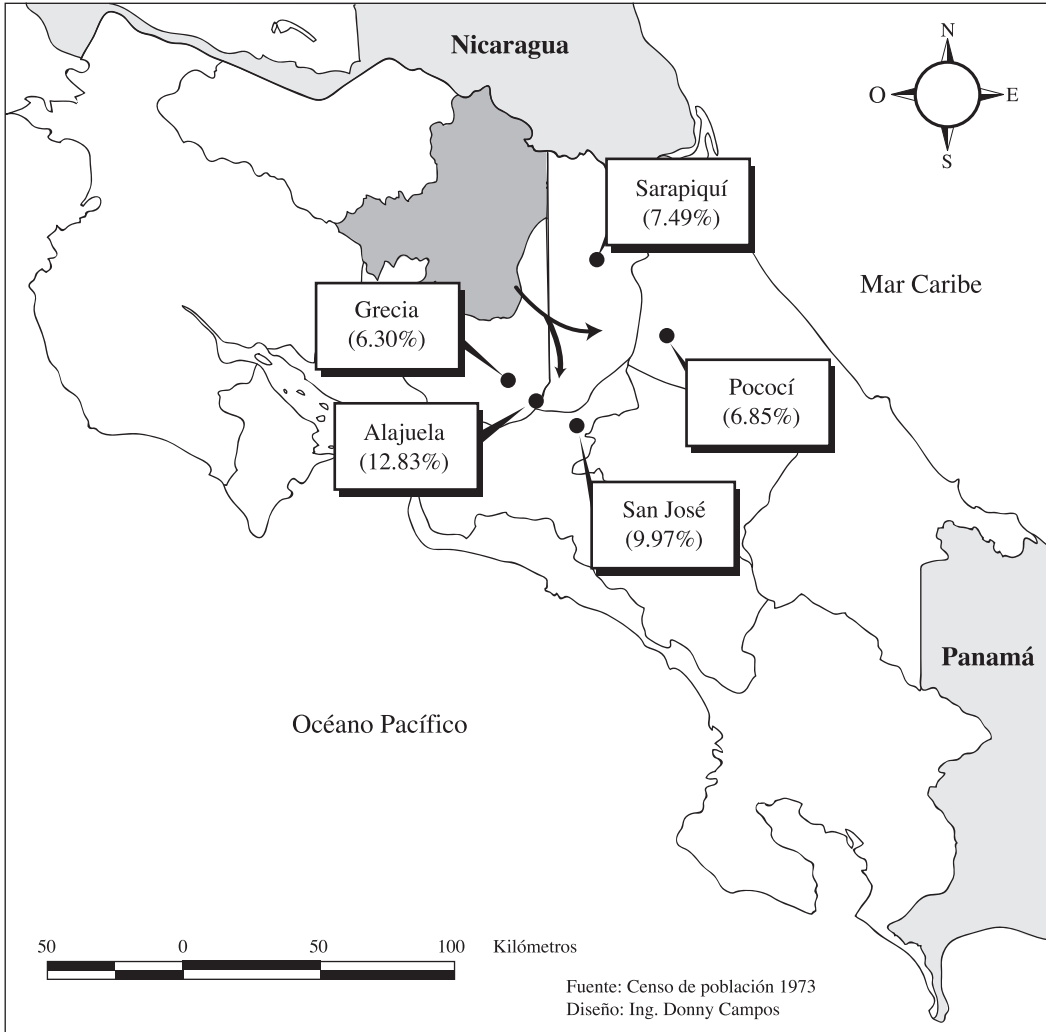 Nicaragua
N
O
E
S
Sarapiquí
(7.49%)
Mar Caribe
Grecia
(6.30%)
Pococí
(6.85%)
Alajuela
(12.83%)
San José
(9.97%)
Panamá
Océano Pacífico
50 0 50 100 Kilómetros
Fuente: Censo de población 1973
Diseño: Ing. Donny Campos